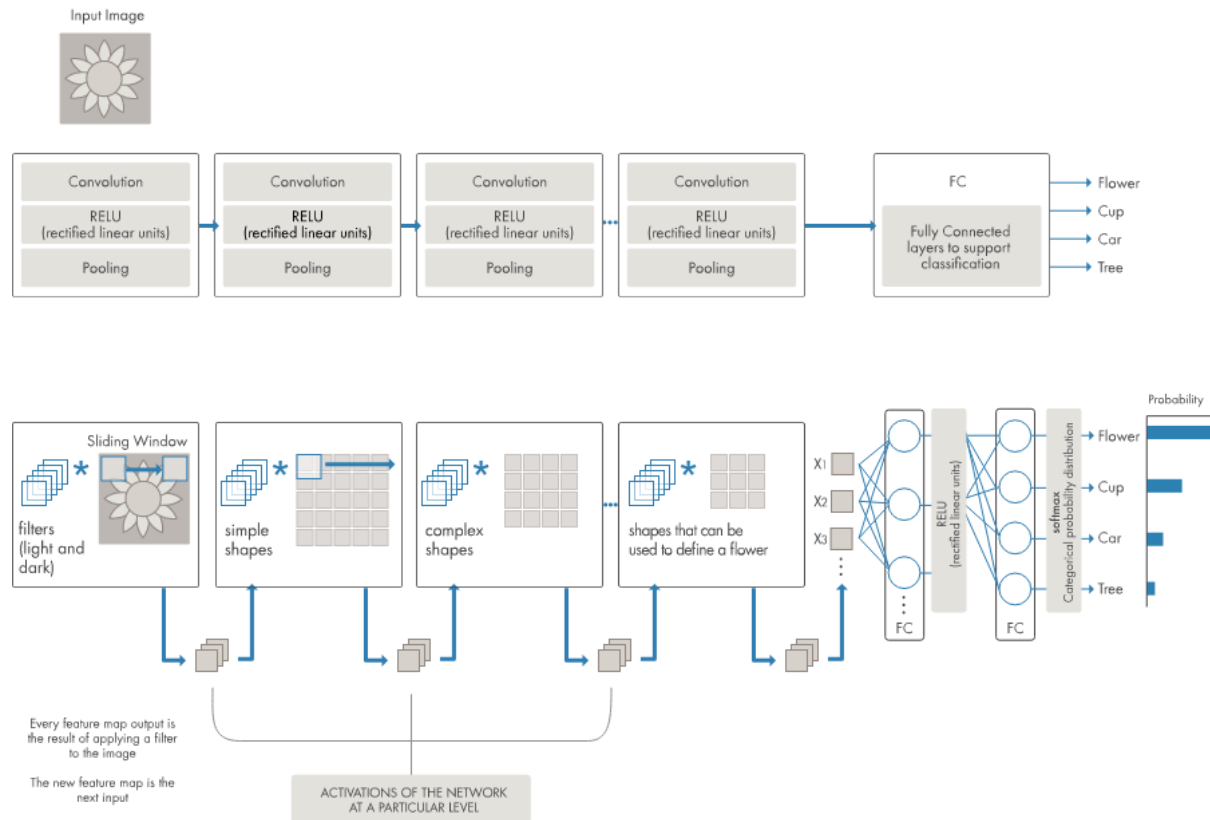 Input Image
Convolution
RELU
(rectified linear units)
Pooling
Convolution
RELU
(rectified linear units)
Pooling
Convolution
RELU
(rectified linear units)
Pooling
Convolution
RELU
(rectified linear units)
Pooling
FC
Fully Connected
layers to support
classification
Flower
Cup
Car
Tree
Sliding Window
*
filters
(light and
dark)
*
simple
shapes
*
complex
shapes
*
shapes that can be
used to define a flower
X1
X2
X3
FC
RELU
(rectified linear units)
FC
softmax
Categorical probability distribution
Probability
Flower
Cup
Car
Tree
Every feature map output is
the result of applying a filter
to the image
The new feature map is the
next input
ACTIVATIONS OF THE NETWORK
AT A PARTICULAR LEVEL